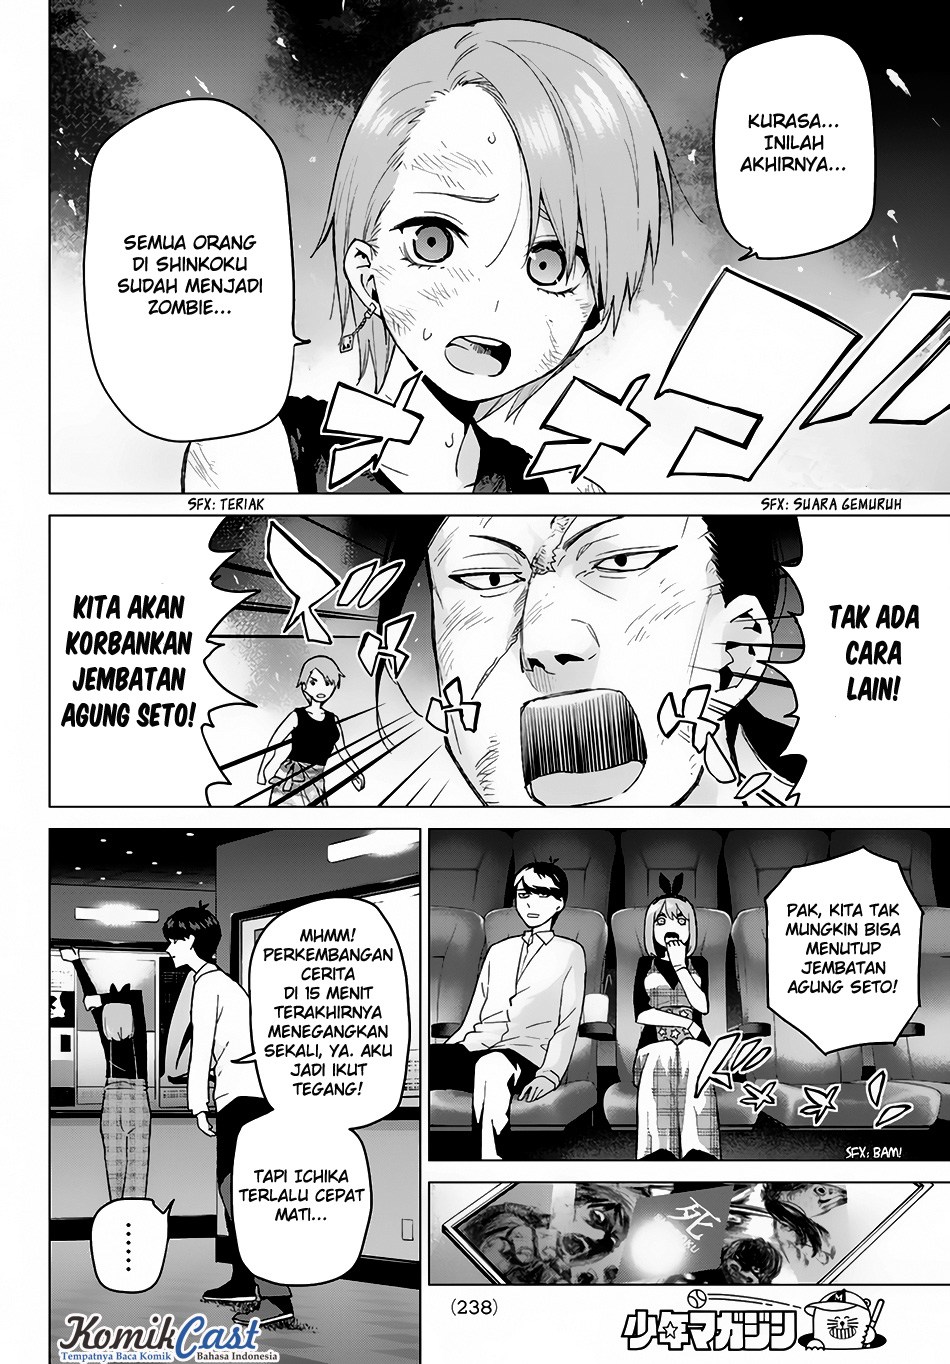 KURASA...
INILAH
AKHIRNYA...
SEMUA ORANG
DI SHINKOKU
SUDAH MENJADI
ZOMBIE...
SFX: SUARA GEMURUH
SFX: TERIAK
TAK ADA
CARA
LAIN!
KITA AKAN
KORBANKAN
JEMBATAN
AGUNG SETO!
PAK, KITA TAK
MUNGKIN BISA
MENUTUP
JEMBATAN
AGUNG SETO!
SFX: BAM!
死
MHMM!
PERKEMBANGAN
CERITA
DI 15 MENIT
TERAKHIRNYA
MENEGANGKAN
SEKALI, YA. AKU
JADI IKUT
TEGANG!
TAPI ICHIKA
TERLALU CEPAT
MATI...
......
(238)
少年マガジン
KomikCast
Tempatnya Baca Komik Bahasa Indonesia